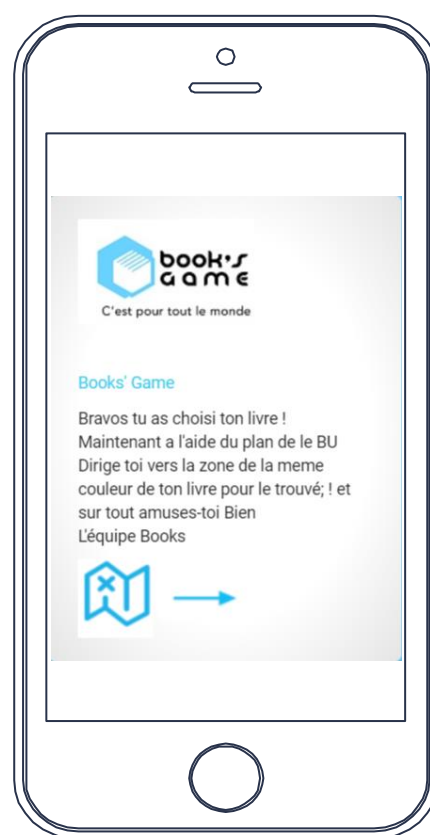 book's
game
C'est pour tout le monde
Books' Game
Bravos tu as choisi ton livre !
Maintenant a l'aide du plan de le BU
Dirige toi vers la zone de la meme
couleur de ton livre pour le trouvé; ! et
sur tout amuses-toi Bien
L'équipe Books